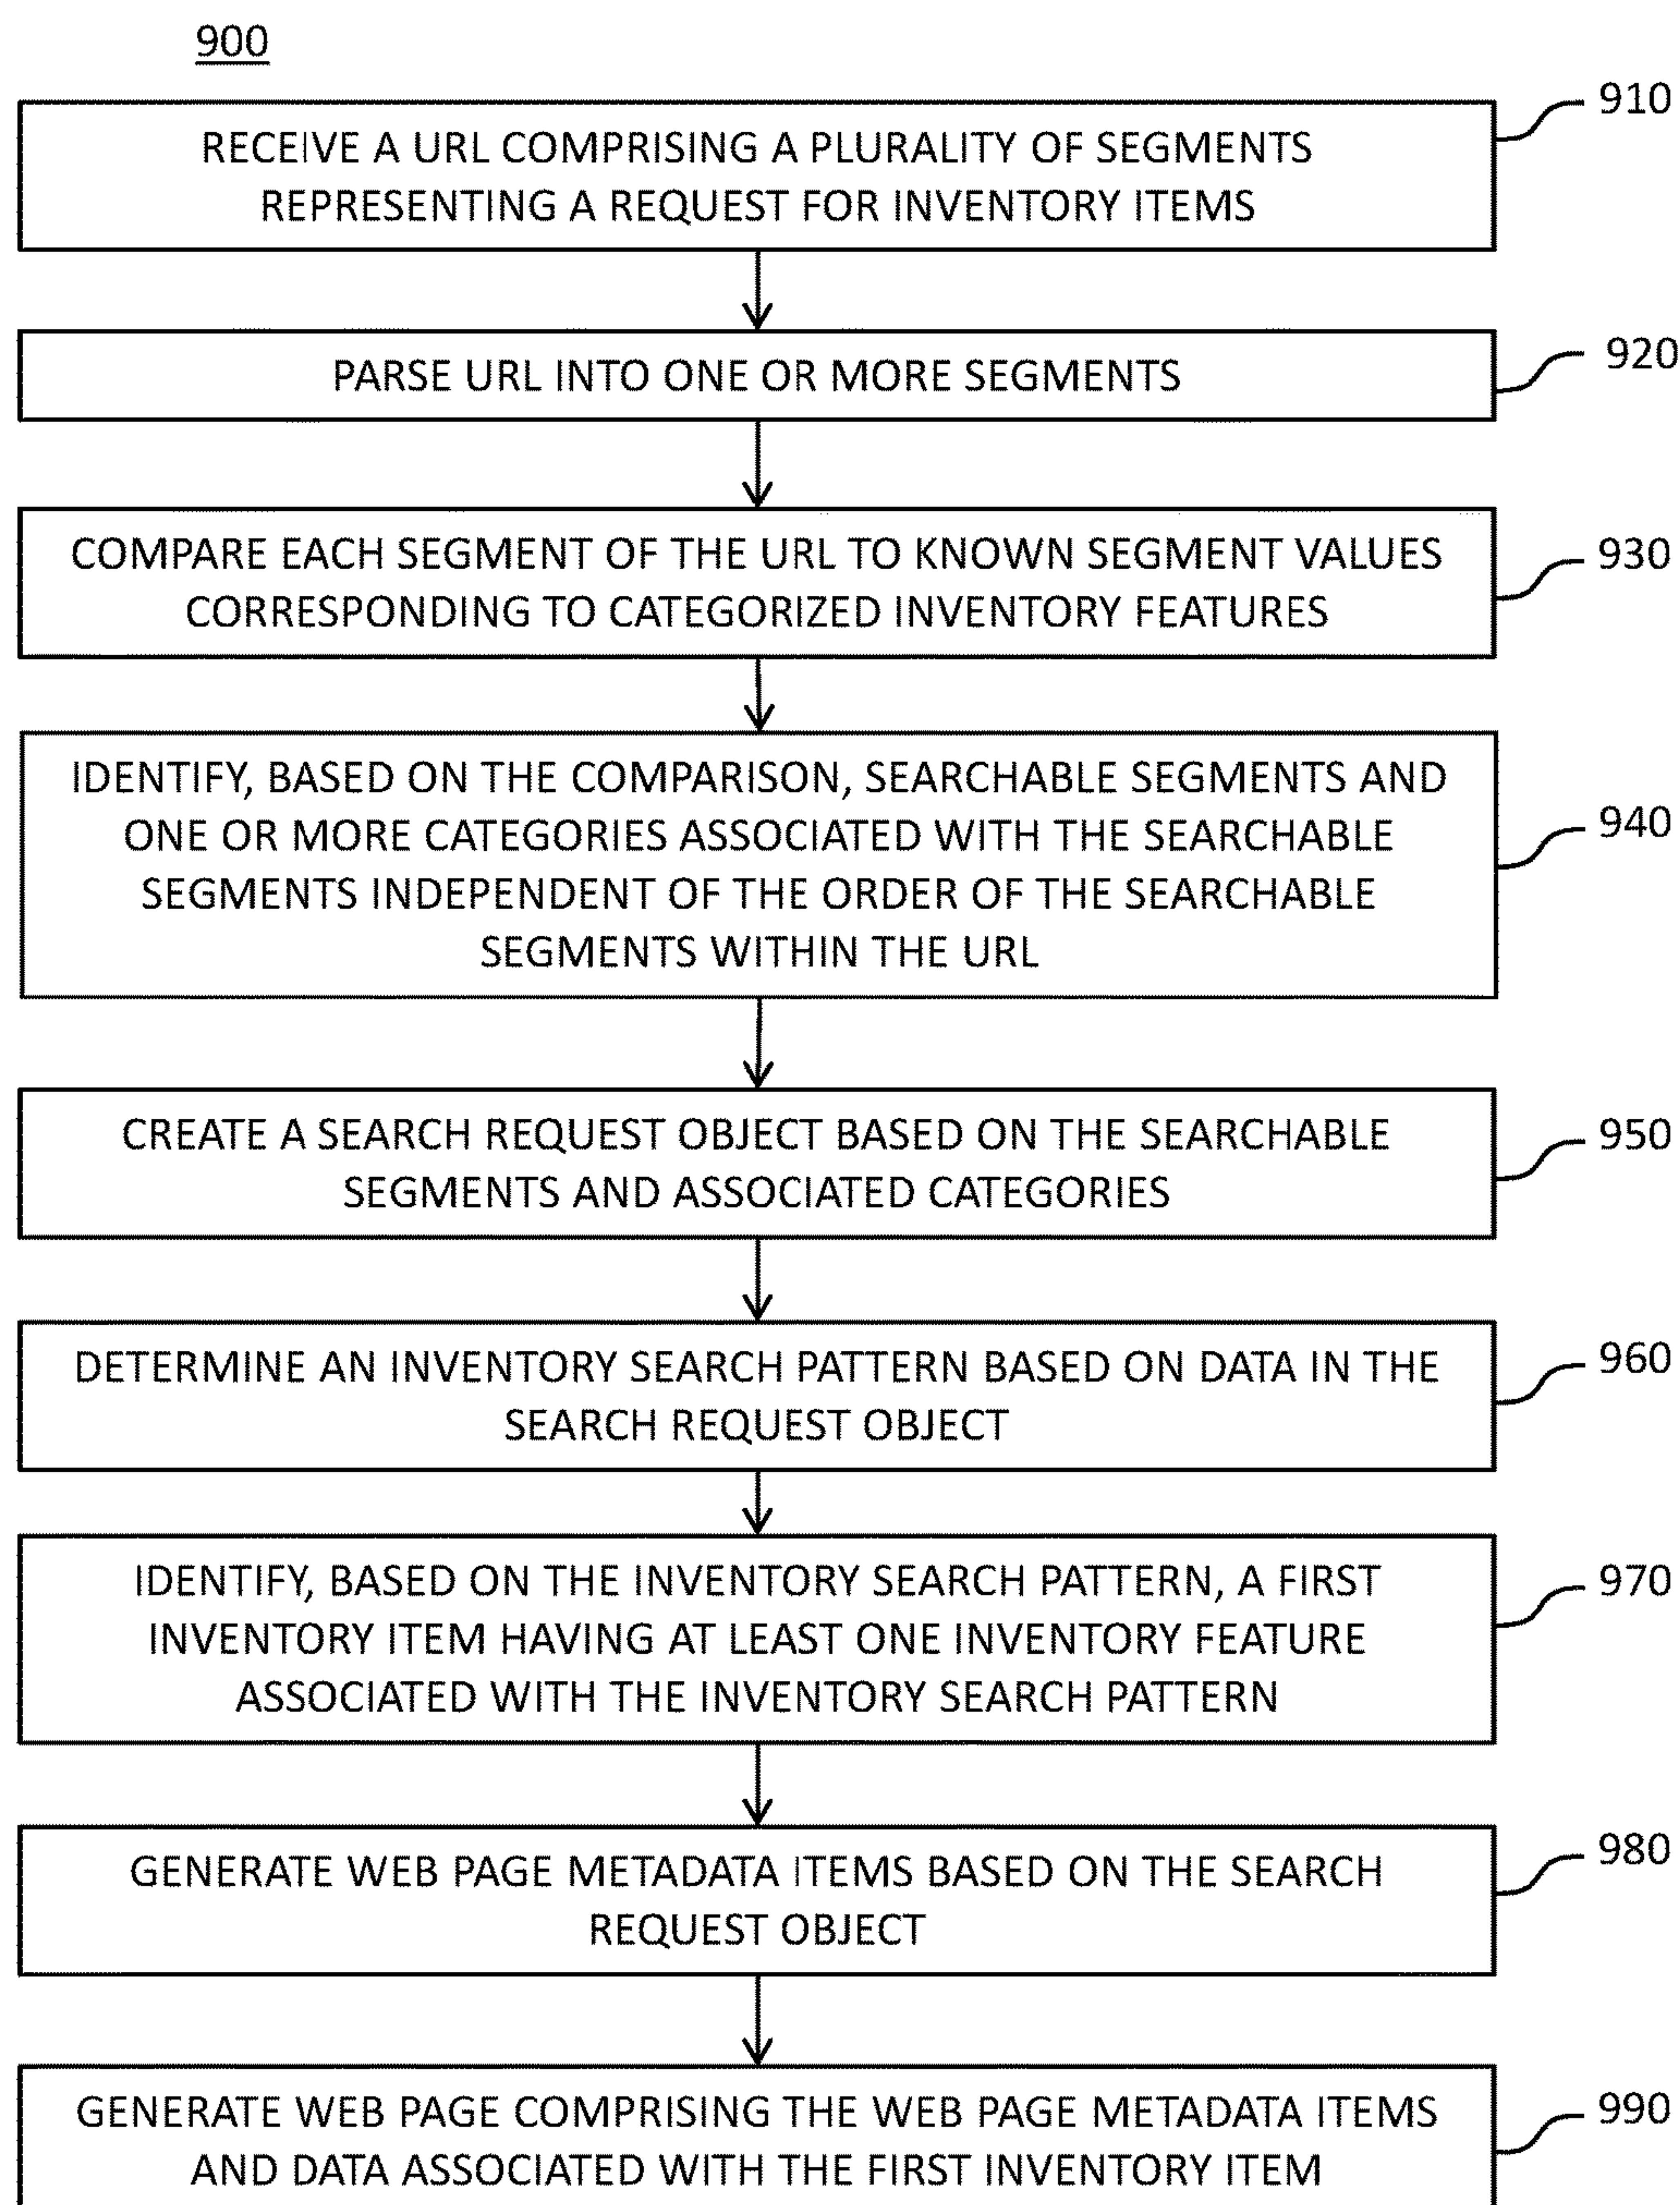 900
910
RECEIVE A URL COMPRISING A PLURALITY OF SEGMENTS
REPRESENTING A REQUEST FOR INVENTORY ITEMS
920
PARSE URL INTO ONE OR MORE SEGMENTS
930
COMPARE EACH SEGMENT OF THE URL TO KNOWN SEGMENT VALUES
CORRESPONDING TO CATEGORIZED INVENTORY FEATURES
940
IDENTIFY, BASED ON THE COMPARISON, SEARCHABLE SEGMENTS AND
ONE OR MORE CATEGORIES ASSOCIATED WITH THE SEARCHABLE
SEGMENTS INDEPENDENT OF THE ORDER OF THE SEARCHABLE
SEGMENTS WITHIN THE URL
950
CREATE A SEARCH REQUEST OBJECT BASED ON THE SEARCHABLE
SEGMENTS AND ASSOCIATED CATEGORIES
960
DETERMINE AN INVENTORY SEARCH PATTERN BASED ON DATA IN THE
SEARCH REQUEST OBJECT
970
IDENTIFY, BASED ON THE INVENTORY SEARCH PATTERN, A FIRST
INVENTORY ITEM HAVING AT LEAST ONE INVENTORY FEATURE
ASSOCIATED WITH THE INVENTORY SEARCH PATTERN
980
GENERATE WEB PAGE METADATA ITEMS BASED ON THE SEARCH
REQUEST OBJECT
990
GENERATE WEB PAGE COMPRISING THE WEB PAGE METADATA ITEMS
AND DATA ASSOCIATED WITH THE FIRST INVENTORY ITEM